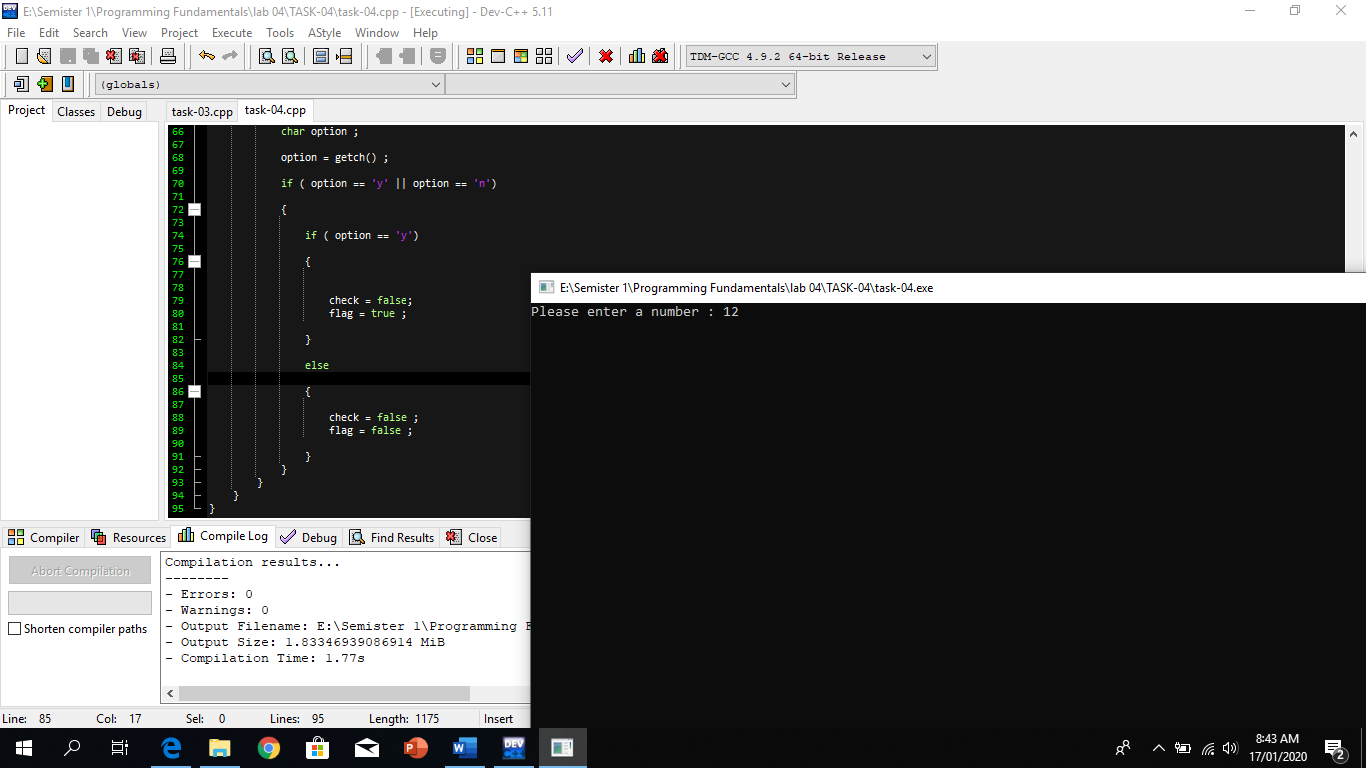 E:\Semister 1\Programming Fundamentals\lab 04\TASK-04\task-04.cpp - [Executing] - Dev-C++ 5.11
File Edit Search View Project Execute Tools AStyle Window Help
TDM-GCC 4.9.2 64-bit Release
(globals)
Project Classes Debug
task-03.cpp task-04.cpp
66 char option ;
67
68 option = getch() ;
69
70 if ( option == 'y' || option == 'n')
71
72 {
73
74 if ( option == 'y')
75
76 {
77
78
79 check = false;
80 flag = true ;
81
82 }
83
84 else
85
86 {
87
88 check = false ;
89 flag = false ;
90
91 }
92 }
93 }
94 }
95 }
E:\Semister 1\Programming Fundamentals\lab 04\TASK-04\task-04.exe
Please enter a number : 12
Compiler Resources Compile Log Debug Find Results Close
Abort Compilation
Shorten compiler paths
Compilation results...
--------
- Errors: 0
- Warnings: 0
- Output Filename: E:\Semister 1\Programming
- Output Size: 1.83346939086914 MiB
- Compilation Time: 1.77s
Line: 85 Col: 17 Sel: 0 Lines: 95 Length: 1175 Insert
DEV
8:43 AM
17/01/2020
2